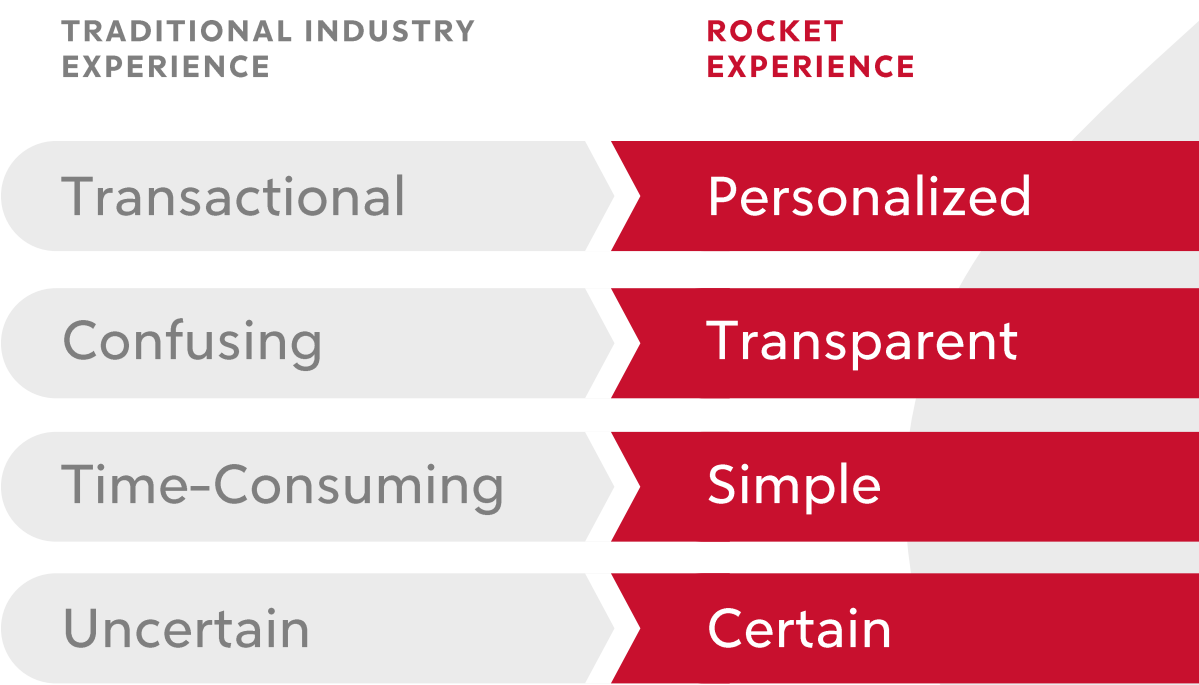 TRADITIONAL INDUSTRY
EXPERIENCE
ROCKET
EXPERIENCE
Transactional
Personalized
Confusing
Transparent
Time-Consuming
Simple
Uncertain
Certain